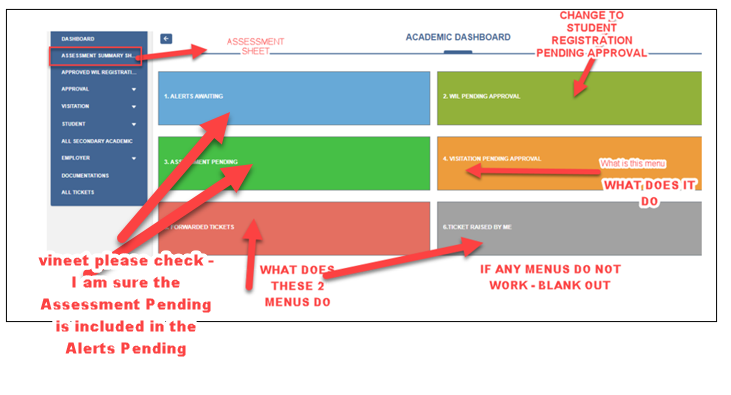 CHANGE TO
STUDENT
REGISTRATION
PENDING APPROVAL
DASHBOARD
ASSESSMENT SUMMARY SH...
APPROVED WIL REGISTRATI...
APPROVAL
VISITATION
STUDENT
ALL SECONDARY ACADEMIC
EMPLOYER
DOCUMENTATIONS
ALL TICKETS
ASSESSMENT
SHEET
ACADEMIC DASHBOARD
1. ALERTS AWAITING
2. WIL PENDING APPROVAL
3. ASSESSMENT PENDING
4. VISITATION PENDING APPROVAL
What is this menu
WHAT DOES IT
DO
FORWARDED TICKETS
6.TICKET RAISED BY ME
vineet please check -
I am sure the
Assessment Pending
is included in the
Alerts Pending
WHAT DOES
THESE 2
MENUS DO
IF ANY MENUS DO NOT
WORK - BLANK OUT